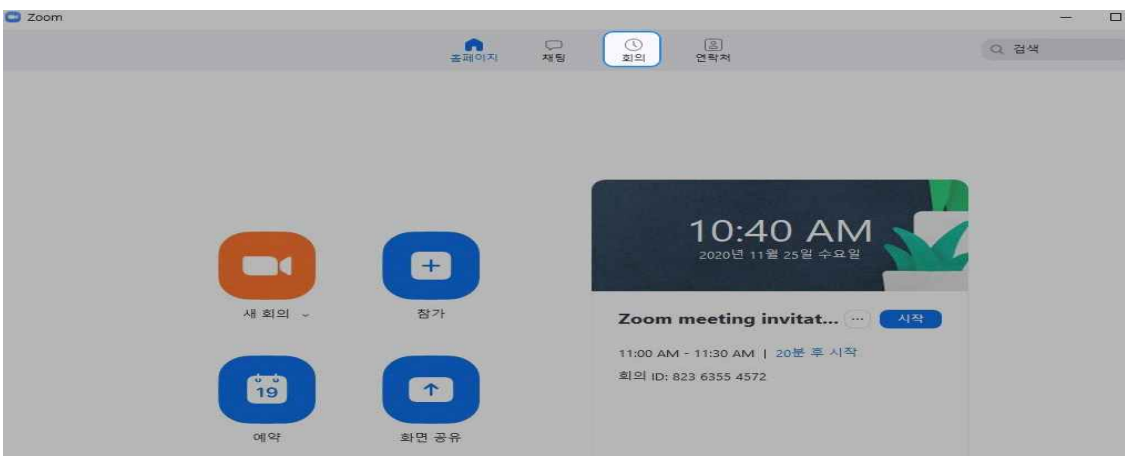 Zoom
홈페이지
채팅
회의
연락처
검색
10:40 AM
2020년 11월 25일 수요일
새 회의
참가
Zoom meeting invitat... ... 시작
11:00 AM - 11:30 AM | 20분 후 시작
회의 ID: 823 6355 4572
19
예약
화면 공유